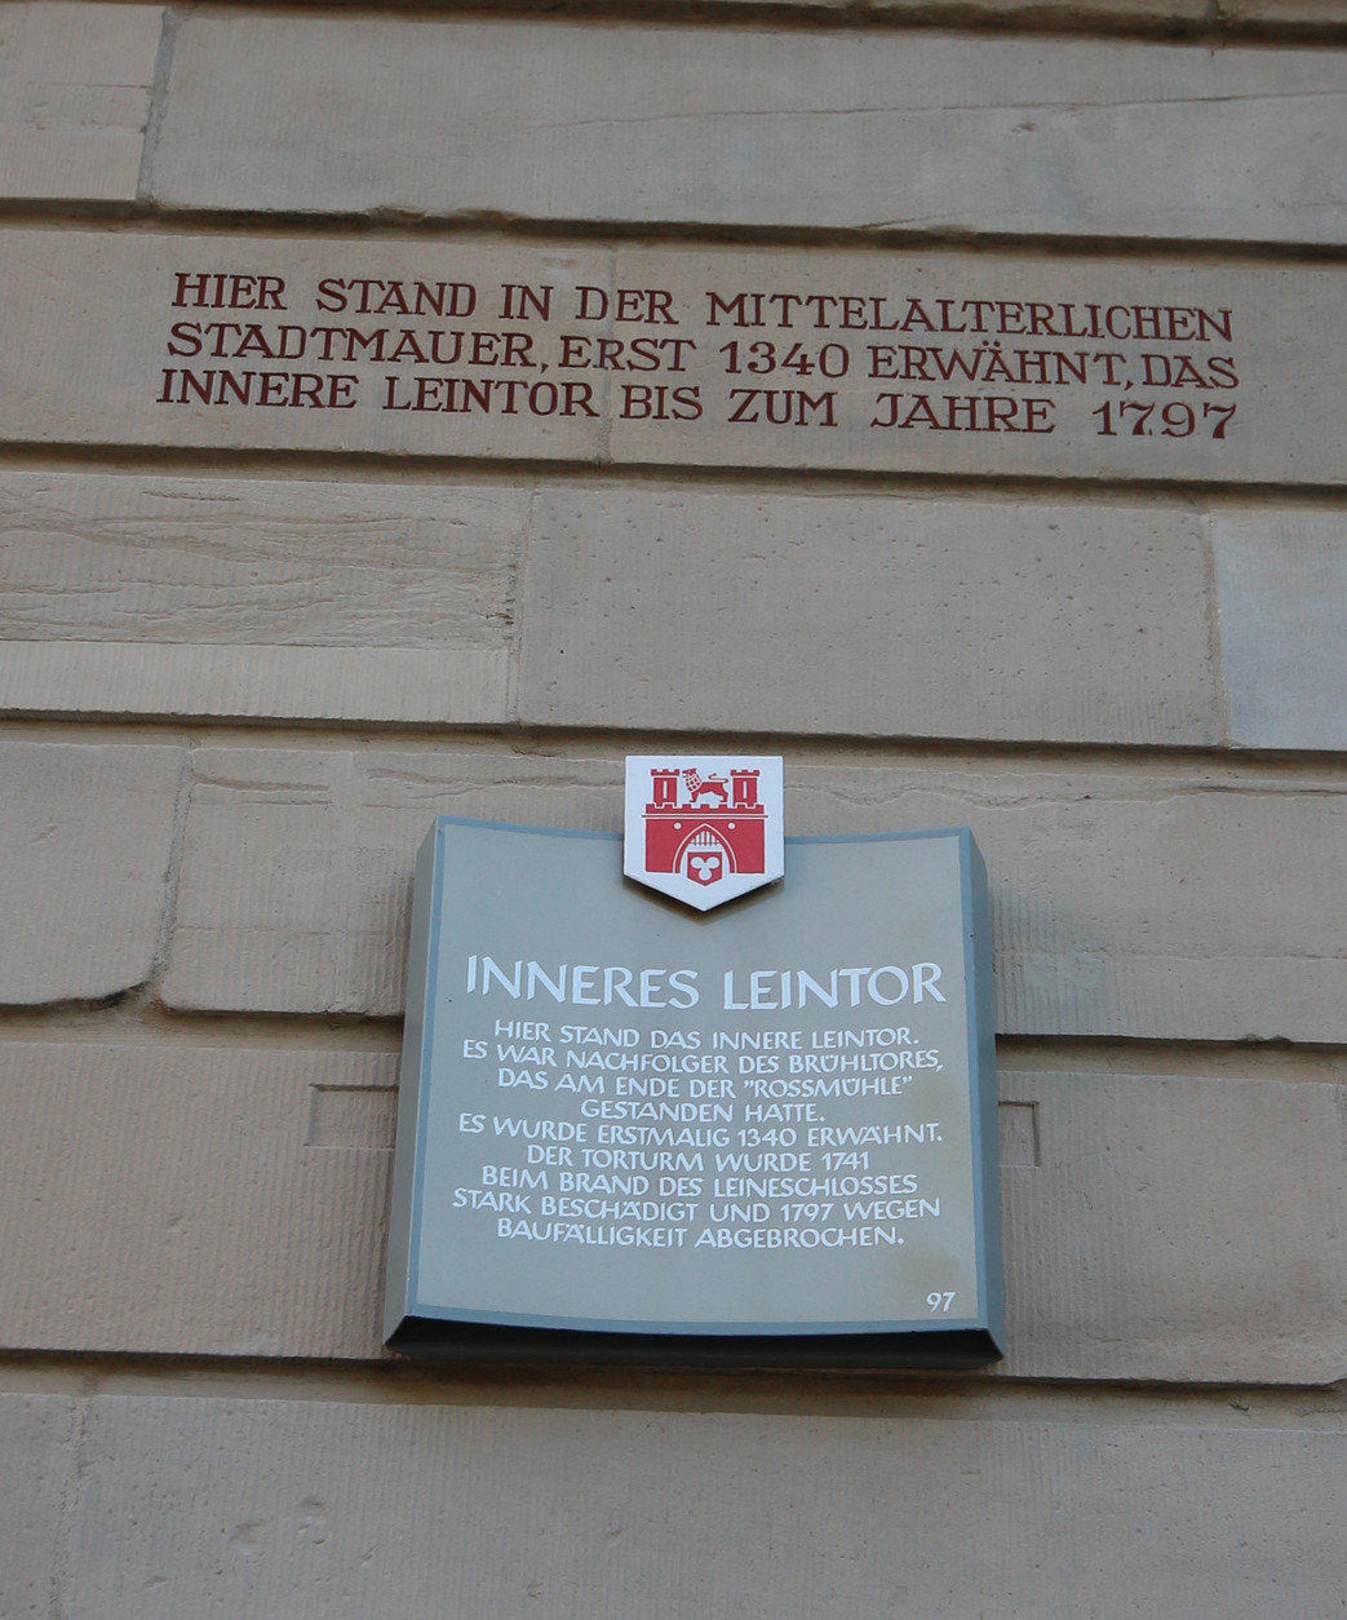 HIER STAND IN DER MITTELALTERLICHEN
STADTMAUER, ERST 1340 ERWÄHNT, DAS
INNERE LEINTOR BIS ZUM JAHRE 1797
INNERES LEINTOR
HIER STAND DAS INNERE LEINTOR.
ES WAR NACHFOLGER DES BRÜHLTORES,
DAS AM ENDE DER "ROSSMÜHLE"
GESTANDEN HATTE.
ES WURDE ERSTMALIG 1340 ERWÄHNT.
DER TORTURM WURDE 1741
BEIM BRAND DES LEINESCHLOSSES
STARK BESCHÄDIGT UND 1797 WEGEN
BAUFÄLLIGKEIT ABGEBROCHEN.
97